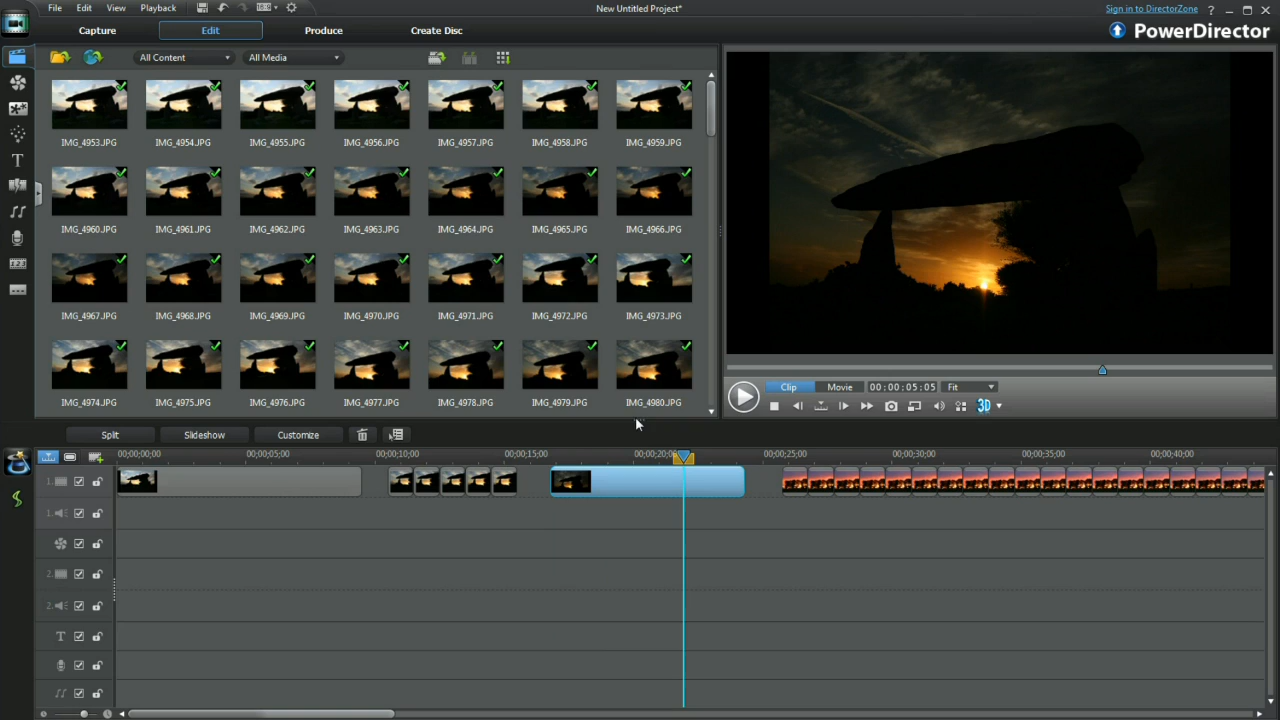 File Edit View Playback
New Untitled Project*
Sign in to DirectorZone ?
Capture Edit Produce Create Disc
PowerDirector
All Content All Media
IMG_4953.JPG IMG_4954.JPG IMG_4955.JPG IMG_4956.JPG IMG_4957.JPG IMG_4958.JPG IMG_4959.JPG
IMG_4960.JPG IMG_4961.JPG IMG_4962.JPG IMG_4963.JPG IMG_4964.JPG IMG_4965.JPG IMG_4966.JPG
IMG_4967.JPG IMG_4968.JPG IMG_4969.JPG IMG_4970.JPG IMG_4971.JPG IMG_4972.JPG IMG_4973.JPG
IMG_4974.JPG IMG_4975.JPG IMG_4976.JPG IMG_4977.JPG IMG_4978.JPG IMG_4979.JPG IMG_4980.JPG
Clip Movie 00:00:05:05 Fit
3D
Split Slideshow Customize
00;00;00;00 00;00;05;00 00;00;10;00 00;00;15;00 00;00;25;00 00;00;30;00 00;00;35;00 00;00;40;00
1.
1.
2.
2.
T